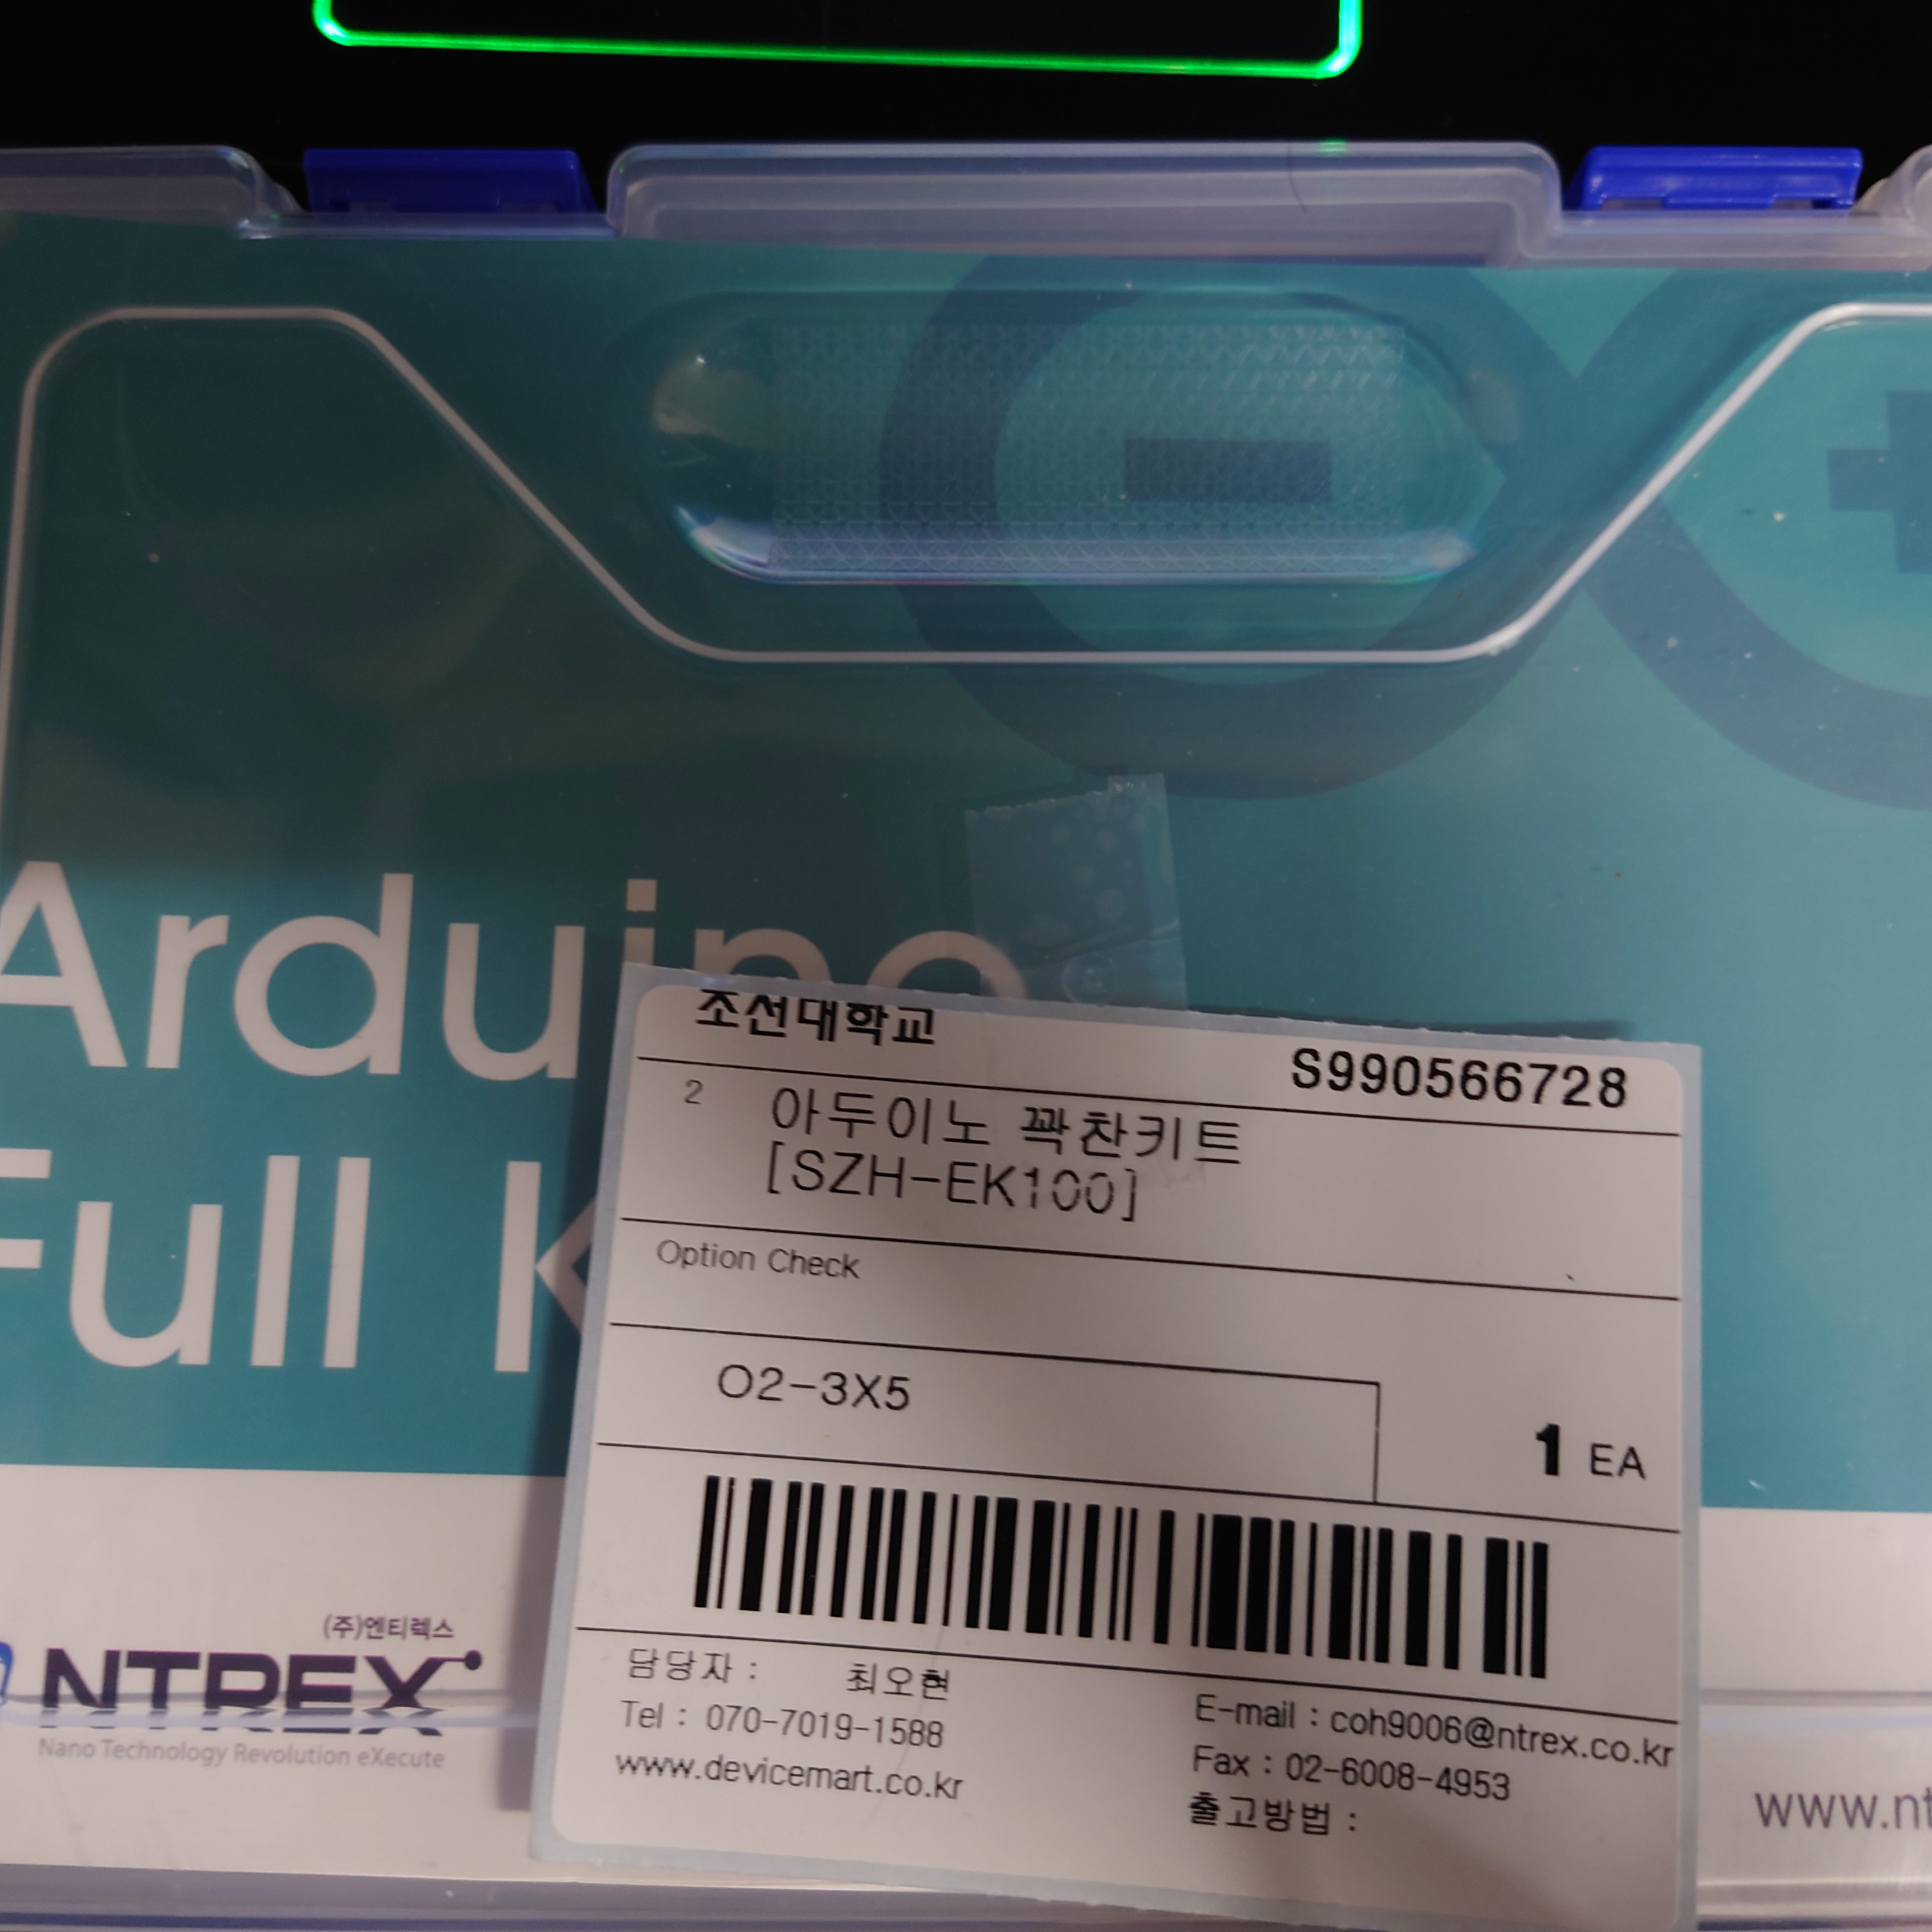 Arduino
Full K
조선대학교
S990566728
2
아두이노 꽉찬키트
[SZH-EK100]
Option Check
O2-3X5
1 EA
담당자 : 최오현
Tel : 070-7019-1588
www.devicemart.co.kr
E-mail : coh9006@ntrex.co.kr
Fax : 02-6008-4953
출고방법 :
(주)엔티렉스
NTREX
Nano Technology Revolution eXecute
www.nt